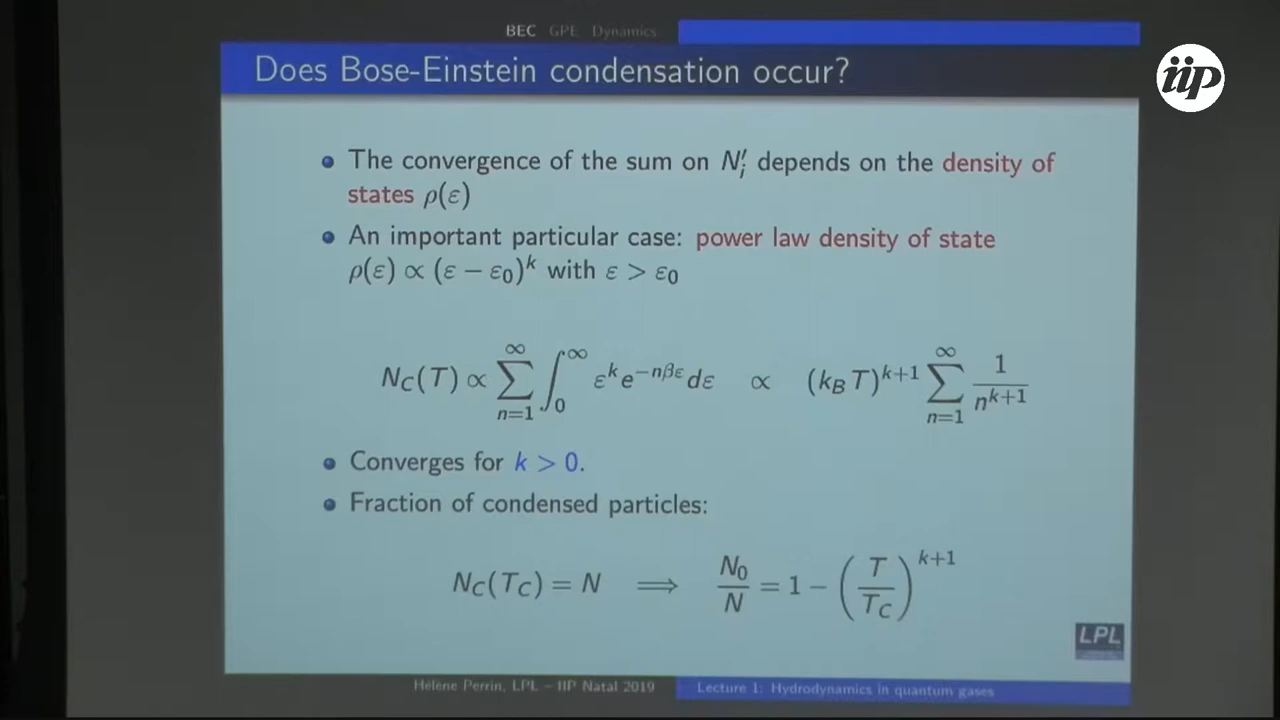 BEC GPE Dynamics
iip
Does Bose-Einstein condensation occur?
The convergence of the sum on N′ᵢ depends on the density of
states ρ(ε)
An important particular case: power law density of state
ρ(ε) ∝ (ε − ε₀)ᵏ with ε > ε₀
N_C(T) ∝ ∑_{n=1}^{∞} ∫_0^∞ ε^k e^{−nβε} dε ∝ (k_B T)^{k+1} ∑_{n=1}^{∞} 1/n^{k+1}
Converges for k > 0.
Fraction of condensed particles:
N_C(T_C) = N ⟹ N_0/N = 1 − (T/T_C)^{k+1}
LPL
Hélène Perrin, LPL – IIP Natal 2019 Lecture 1: Hydrodynamics in quantum gases